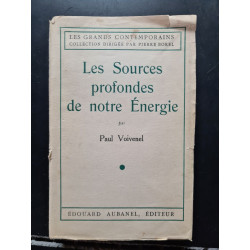 LES GRANDS CONTEMPORAINS
COLLECTION DIRIGÉE PAR PIERRE BOREL
Les Sources
profondes
de notre Énergie
par
Paul Voivenel
EDOUARD AUBANEL, ÉDITEUR